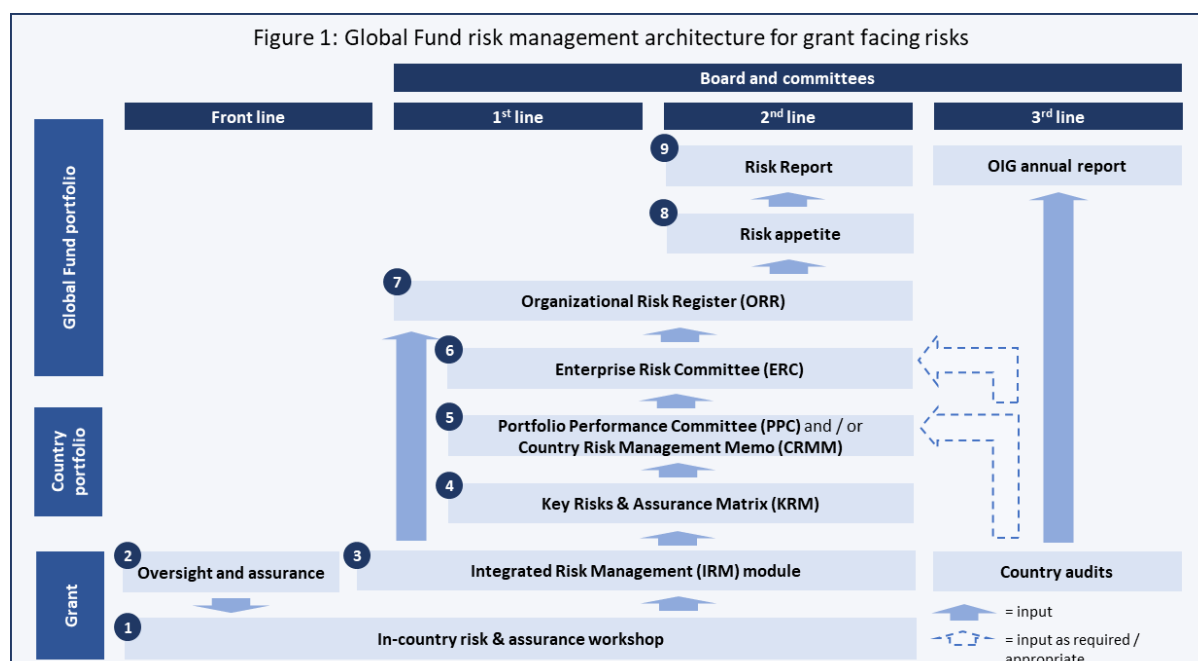 Figure 1: Global Fund risk management architecture for grant facing risks
Board and committees
Front line
1st line
2nd line
3rd line
Global Fund portfolio
9
Risk Report
OIG annual report
8
Risk appetite
7
Organizational Risk Register (ORR)
6
Enterprise Risk Committee (ERC)
Country
portfolio
5
Portfolio Performance Committee (PPC) and / or
Country Risk Management Memo (CRMM)
4
Key Risks & Assurance Matrix (KRM)
Grant
2
Oversight and assurance
3
Integrated Risk Management (IRM) module
Country audits
1
In-country risk & assurance workshop
= input
= input as required /
appropriate